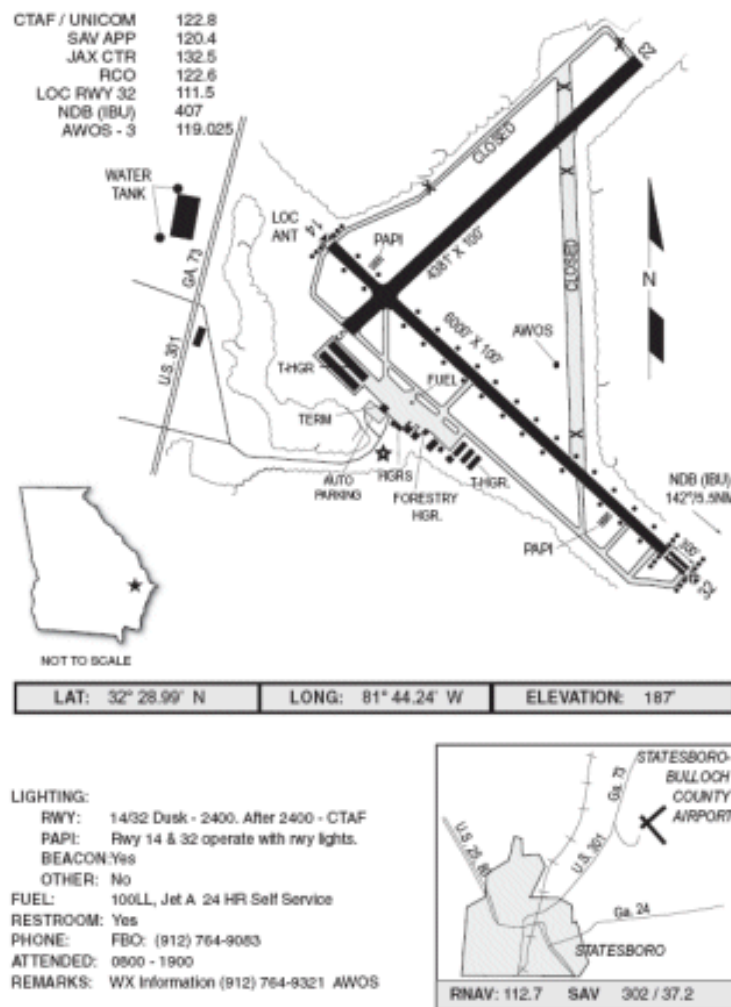 CTAF / UNICOM 122.8
SAV APP 120.4
JAX CTR 132.5
RCO 122.6
LOC RWY 32 111.5
NDB (IBU) 407
AWOS - 3 119.025
23
CLOSED
WATER
TANK
LOC
ANT
14
PAPI
GA. 73
4381' X 100'
CLOSED
N
6000' X 100'
AWOS
U.S. 301
T-HGR
FUEL
TERM
AUTO
PARKING
HGRS
FORESTRY
HGR.
T-HGR.
NDB (IBU)
142°/5.5NM
PAPI
300'
32
NOT TO SCALE
LAT: 32° 28.99' N LONG: 81° 44.24' W ELEVATION: 187'
LIGHTING:
RWY: 14/32 Dusk - 2400. After 2400 - CTAF
PAPI: Rwy 14 & 32 operate with rwy lights.
BEACON: Yes
OTHER: No
FUEL: 100LL, Jet A 24 HR Self Service
RESTROOM: Yes
PHONE: FBO: (912) 764-9083
ATTENDED: 0800 - 1900
REMARKS: WX Information (912) 764-9321 AWOS
STATESBORO-
BULLOCH
COUNTY
AIRPORT
Ga. 73
U.S. 301
U.S. 25, 80
Ga. 24
STATESBORO
RNAV: 112.7 SAV 302 / 37.2